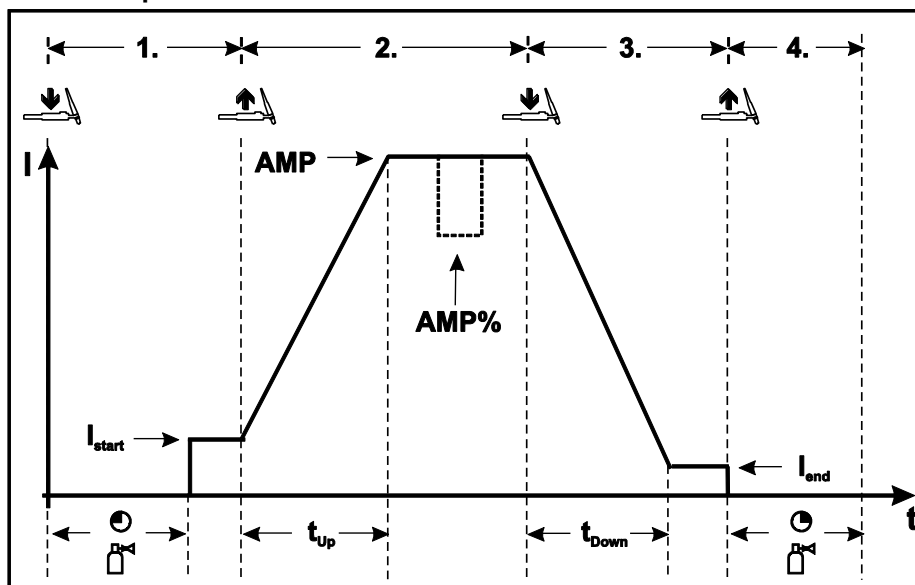 1. 2. 3. 4.
I
AMP
AMP%
Istart
Iend
t
tUp
tDown